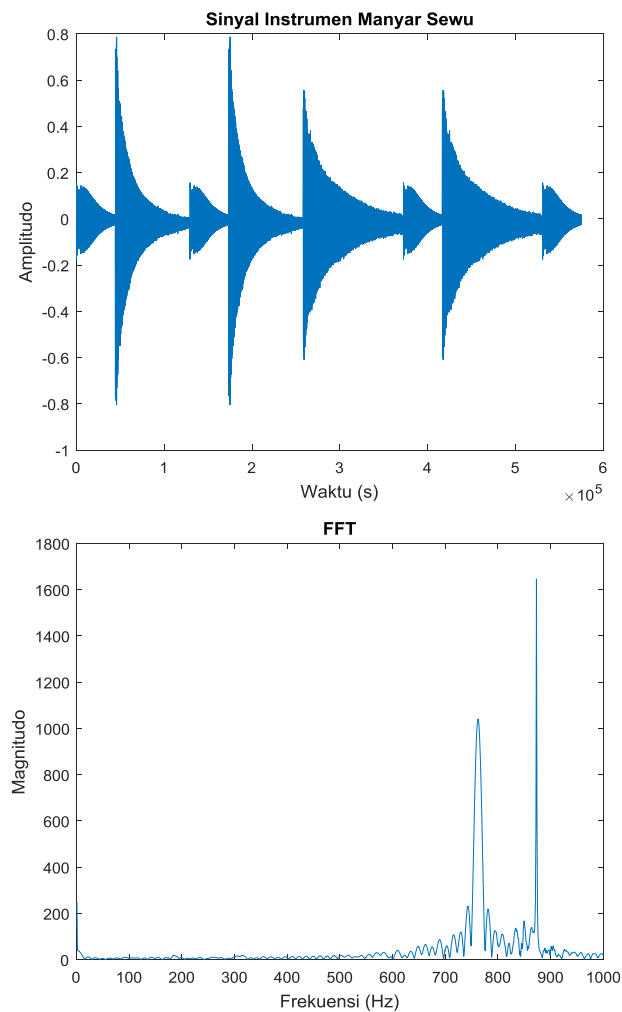 Sinyal Instrumen Manyar Sewu
0.8
0.6
0.4
0.2
0
-0.2
-0.4
-0.6
-0.8
-1
Amplitudo
0 1 2 3 4 5 6
Waktu (s)
×10^5
FFT
1800
1600
1400
1200
1000
800
600
400
200
0
Magnitudo
0 100 200 300 400 500 600 700 800 900 1000
Frekuensi (Hz)